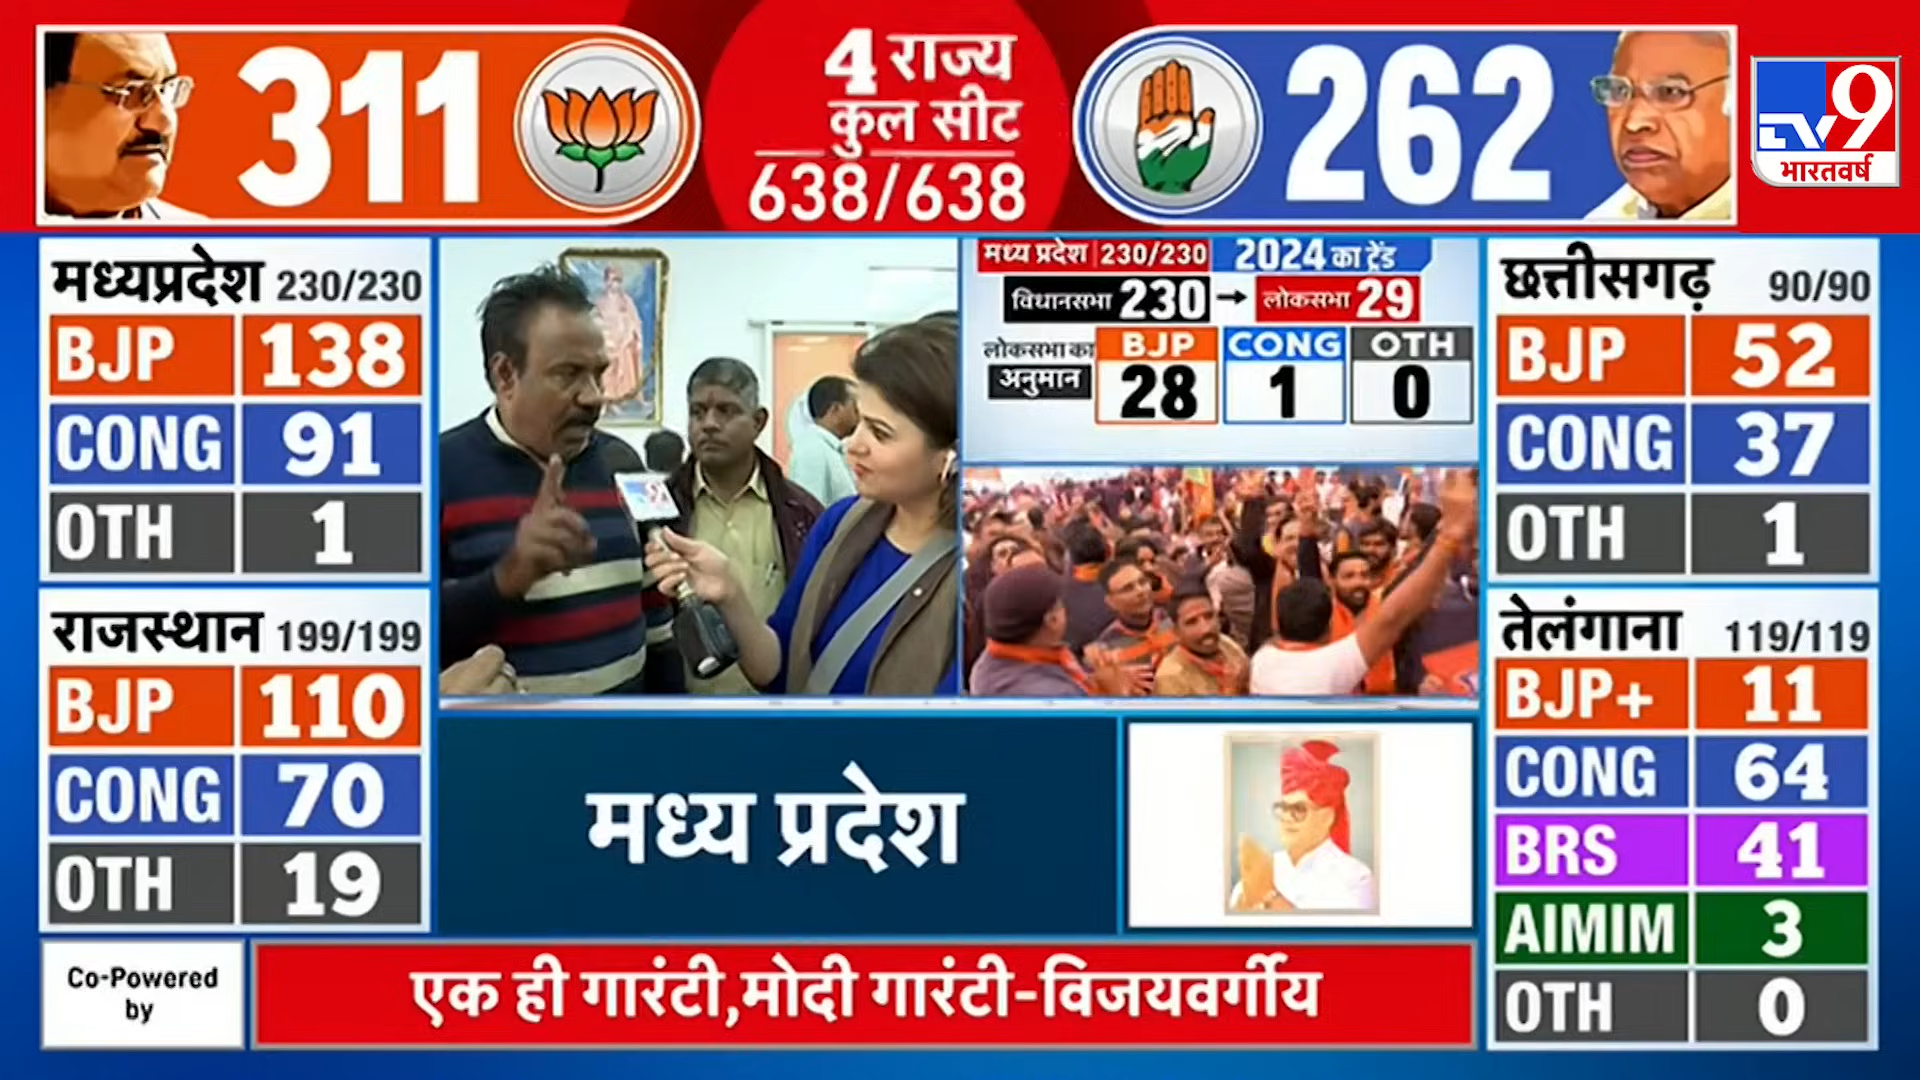 311
4 राज्य
कुल सीट
638/638
262
TV9
भारतवर्ष
मध्यप्रदेश 230/230
BJP 138
CONG 91
OTH 1
राजस्थान 199/199
BJP 110
CONG 70
OTH 19
मध्य प्रदेश 230/230 2024 का ट्रेंड
विधानसभा 230 → लोकसभा 29
लोकसभा का
अनुमान
BJP CONG OTH
28 1 0
छत्तीसगढ़ 90/90
BJP 52
CONG 37
OTH 1
तेलंगाना 119/119
BJP+ 11
CONG 64
BRS 41
AIMIM 3
OTH 0
मध्य प्रदेश
Co-Powered
by
एक ही गारंटी,मोदी गारंटी-विजयवर्गीय